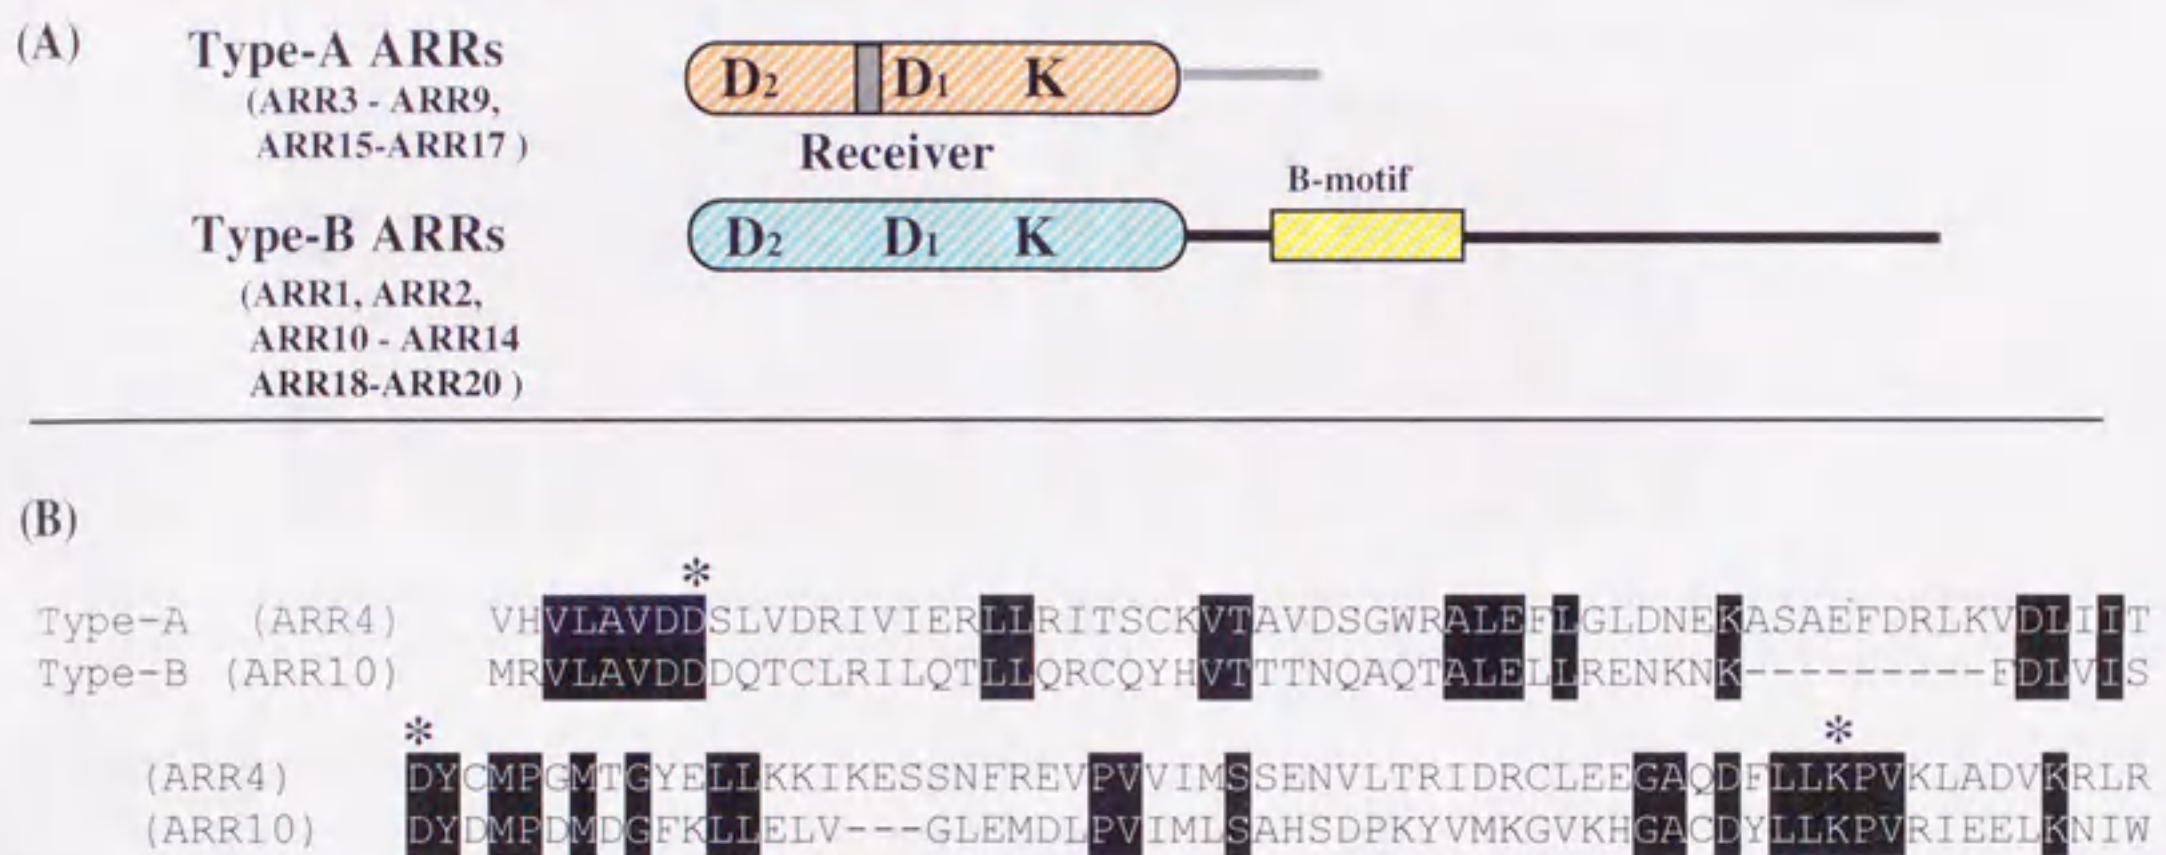 (A)
Type-A ARRs
(ARR3 - ARR9,
ARR15-ARR17 )
D2 D1 K
Receiver
B-motif
Type-B ARRs
(ARR1, ARR2,
ARR10 - ARR14
ARR18-ARR20 )
D2 D1 K
(B)
*
Type-A (ARR4) VHVLAVDDSLVDRIVIERLLRITSCKVTAVDSGWRALEFLGLDNEKASAEFDRLKVDLIIT
Type-B (ARR10) MRVLAVDDDQTCLRILQTLLQRCQYHVTTTNQAQTALELLRENKNK---------FDLVIS
* *
(ARR4) DYCMPGMTGYELLKKIKESSNFREVPVVIMSSENVLTRIDRCLEEGAQDFLLKPVKLADVKRLR
(ARR10) DYDMPDMDGFKLLELV---GLEMDLPVIMLSAHSDPKYVMKGVKHGACDYLLKPVRIEELKNIW